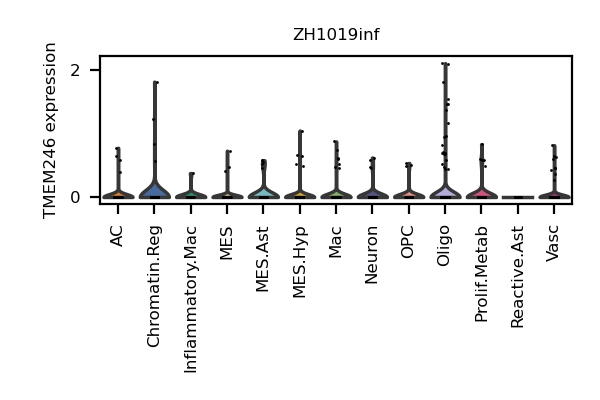 ZH1019inf
TMEM246 expression
2
0
AC
Chromatin.Reg
Inflammatory.Mac
MES
MES.Ast
MES.Hyp
Mac
Neuron
OPC
Oligo
Prolif.Metab
Reactive.Ast
Vasc